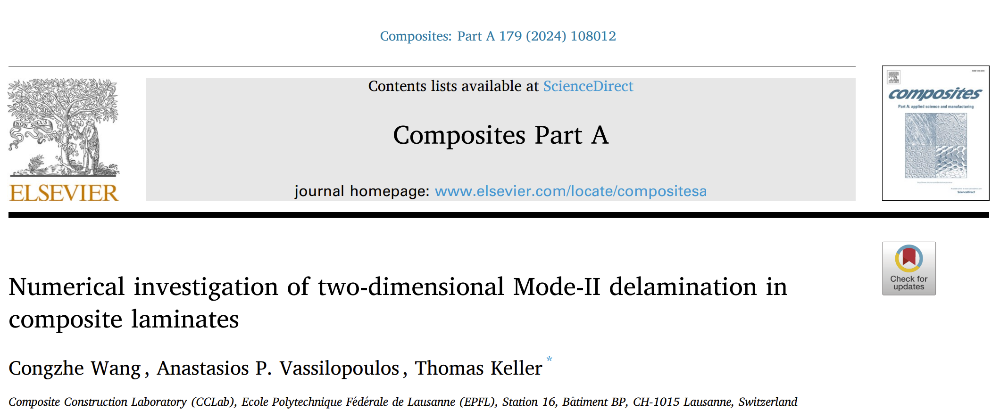 Composites: Part A 179 (2024) 108012
Contents lists available at ScienceDirect
Composites Part A
journal homepage: www.elsevier.com/locate/compositesa
NON SOLUS
ELSEVIER
composites
Part A: applied science and manufacturing
ScienceDirect
Check for
updates
Numerical investigation of two-dimensional Mode-II delamination in
composite laminates
Congzhe Wang, Anastasios P. Vassilopoulos, Thomas Keller*
Composite Construction Laboratory (CCLab), Ecole Polytechnique Fédérale de Lausanne (EPFL), Station 16, Bâtiment BP, CH-1015 Lausanne, Switzerland